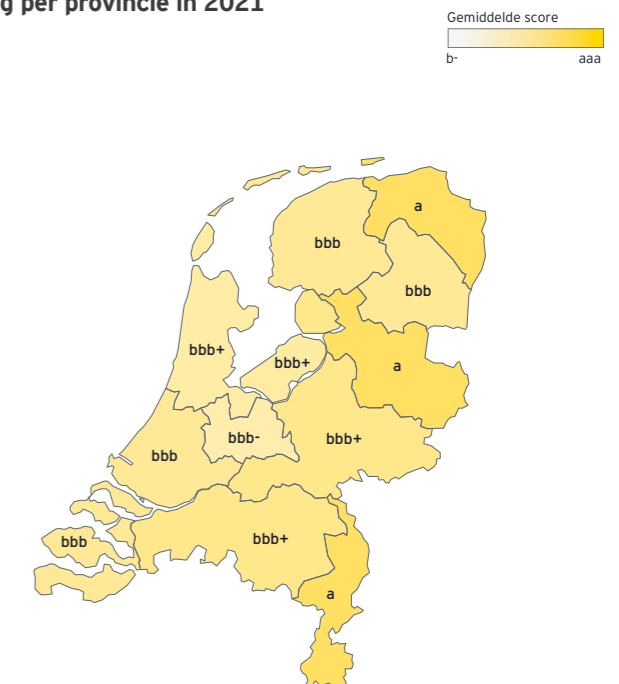 g per provincie in 2021
Gemiddelde score
b- aaa
a
bbb
bbb
bbb+
bbb+
a
bbb-
bbb+
bbb
bbb+
bbb
a